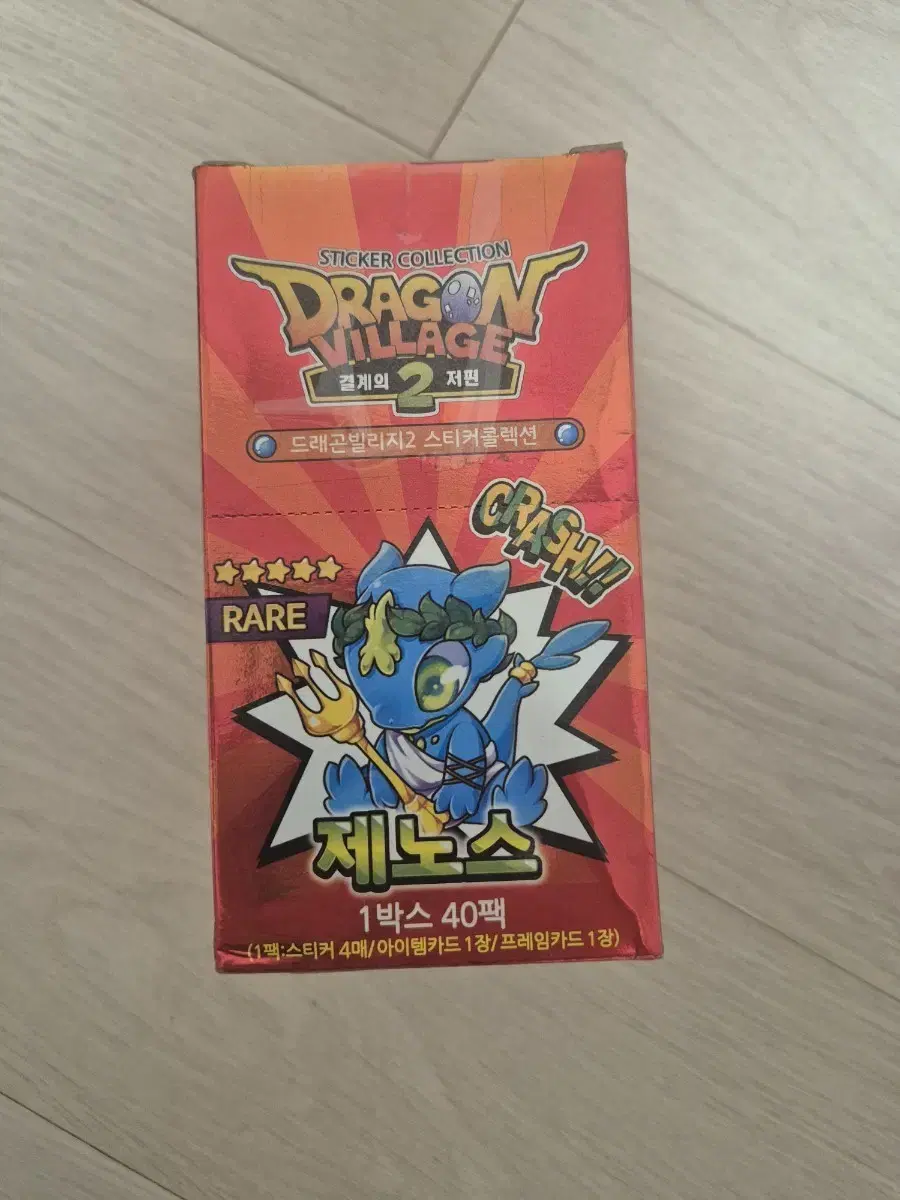 STICKER COLLECTION
DRAGON
VILLAGE
결계의 2 저편
드래곤빌리지2 스티커콜렉션
CRASH!!
RARE
제노스
1박스 40팩
(1팩:스티커 4매/아이템카드 1장/프레임카드 1장)